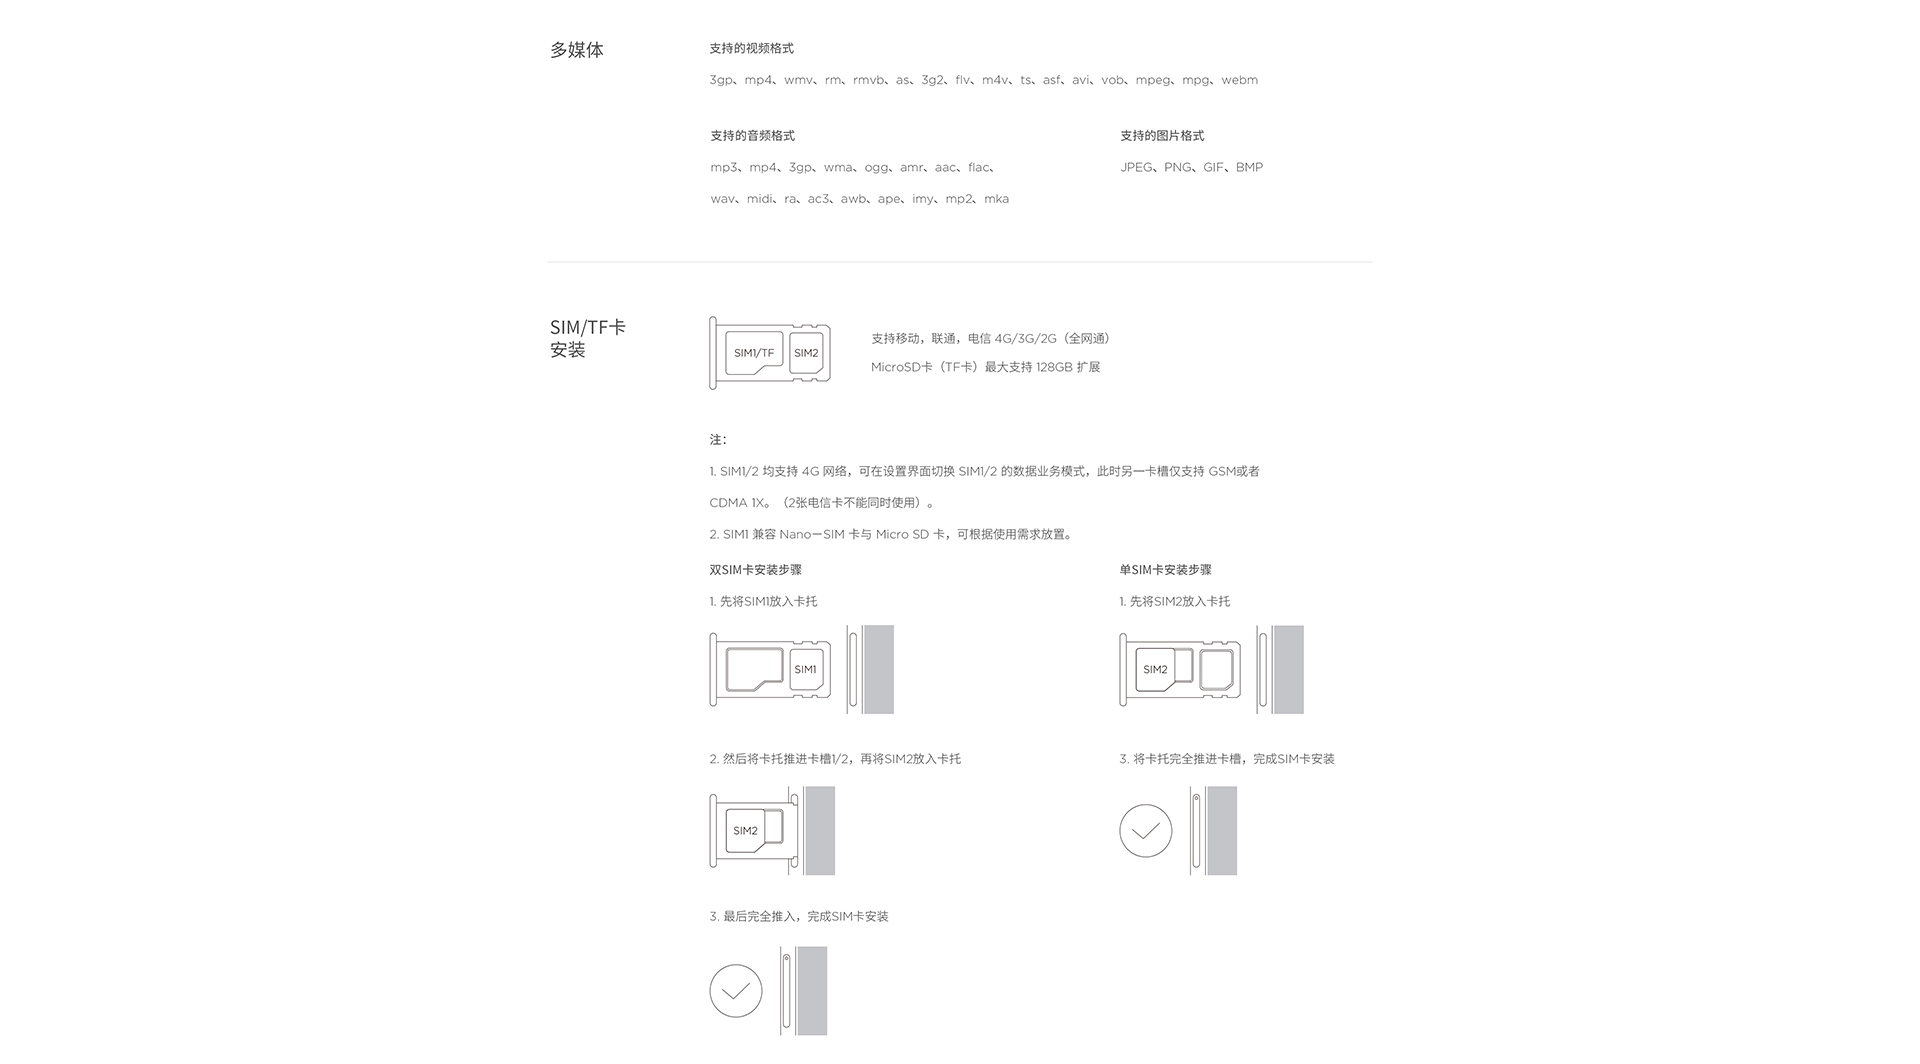 多媒体
支持的视频格式
3gp、mp4、wmv、rm、rmvb、as、3g2、flv、m4v、ts、asf、avi、vob、mpeg、mpg、webm
支持的音频格式
mp3、mp4、3gp、wma、ogg、amr、aac、flac、
wav、midi、ra、ac3、awb、ape、imy、mp2、mka
支持的图片格式
JPEG、PNG、GIF、BMP
SIM/TF卡
安装
SIM1/TF
SIM2
支持移动，联通，电信 4G/3G/2G（全网通）
MicroSD卡（TF卡）最大支持 128GB 扩展
注：
1. SIM1/2 均支持 4G 网络，可在设置界面切换 SIM1/2 的数据业务模式，此时另一卡槽仅支持 GSM或者
CDMA 1X。（2张电信卡不能同时使用）。
2. SIM1 兼容 Nano－SIM 卡与 Micro SD 卡，可根据使用需求放置。
双SIM卡安装步骤
1. 先将SIM1放入卡托
SIM1
2. 然后将卡托推进卡槽1/2，再将SIM2放入卡托
SIM2
3. 最后完全推入，完成SIM卡安装
单SIM卡安装步骤
1. 先将SIM2放入卡托
SIM2
3. 将卡托完全推进卡槽，完成SIM卡安装